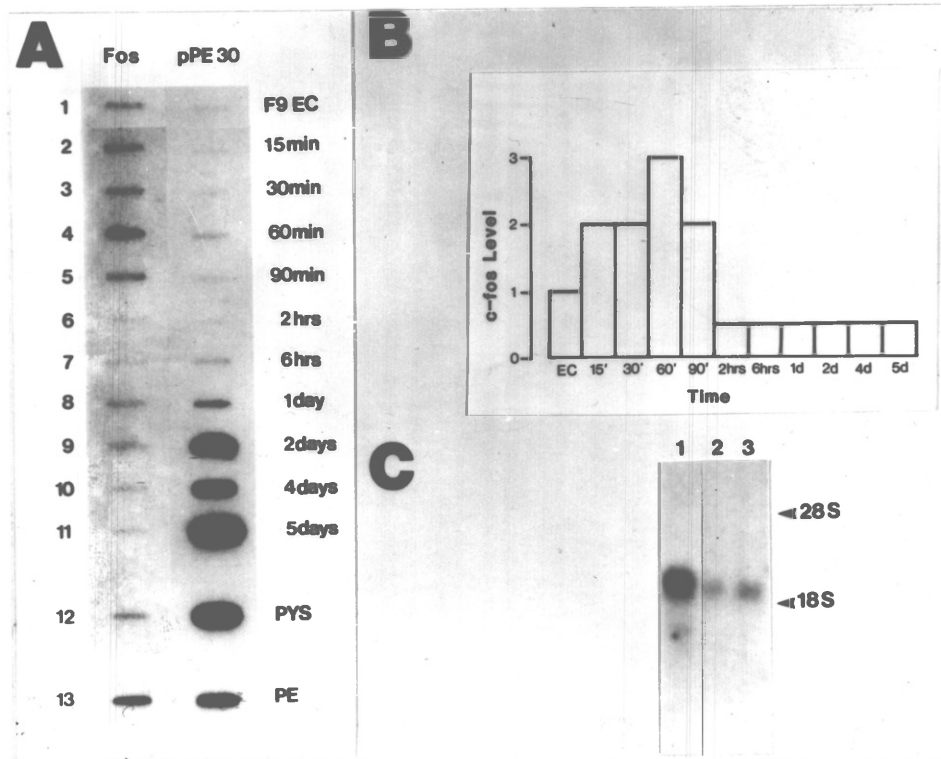 A
Fos pPE 30
1 F9 EC
2 15min
3 30min
4 60min
5 90min
6 2hrs
7 6hrs
8 1day
9 2days
10 4days
11 5days
12 PYS
13 PE
B
3
2
1
0
c-fos Level
EC 15' 30' 60' 90' 2hrs 6hrs 1d 2d 4d 5d
Time
C
1 2 3
28S
18S